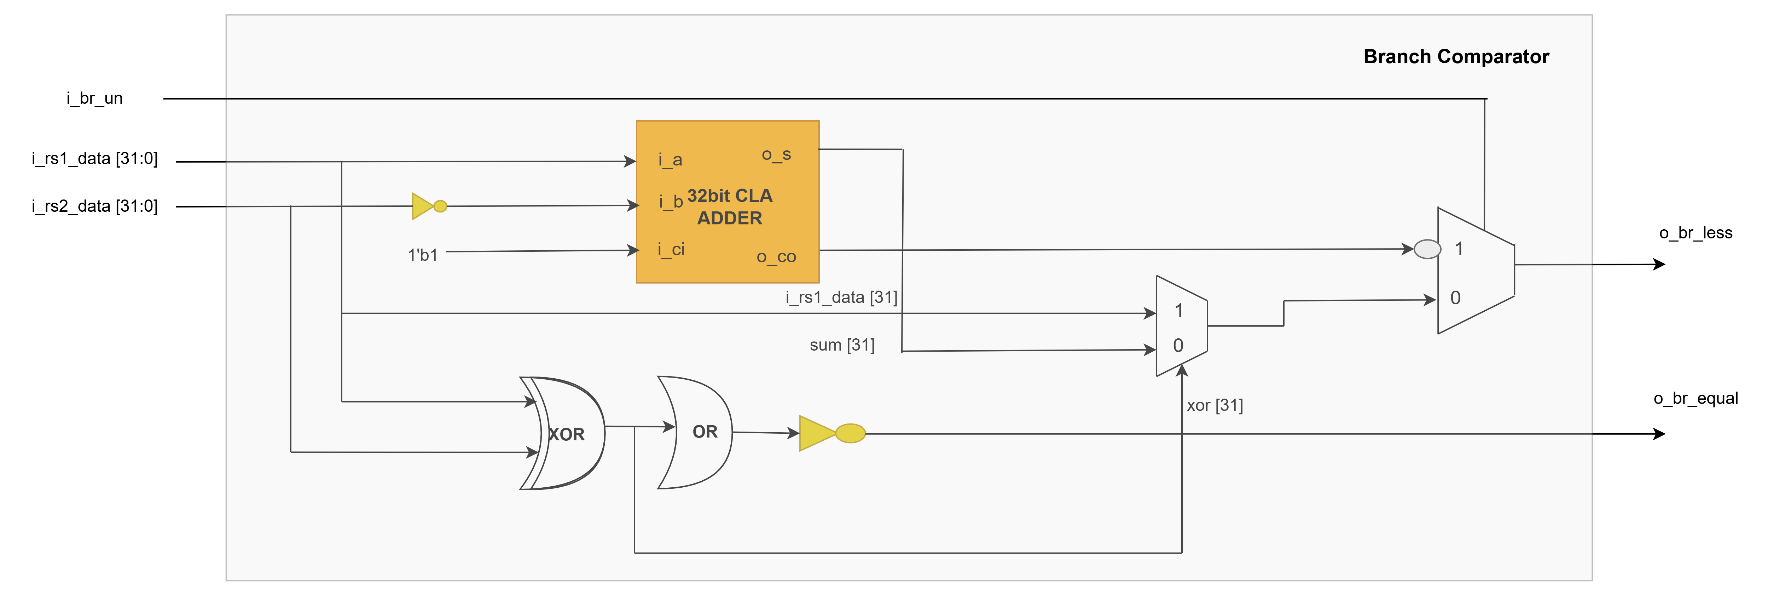 Branch Comparator
i_br_un
i_rs1_data [31:0]
i_a
o_s
i_rs2_data [31:0]
i_b
32bit CLA
ADDER
1'b1
i_ci
o_co
1
0
o_br_less
i_rs1_data [31]
1
sum [31]
0
xor [31]
o_br_equal
XOR
OR